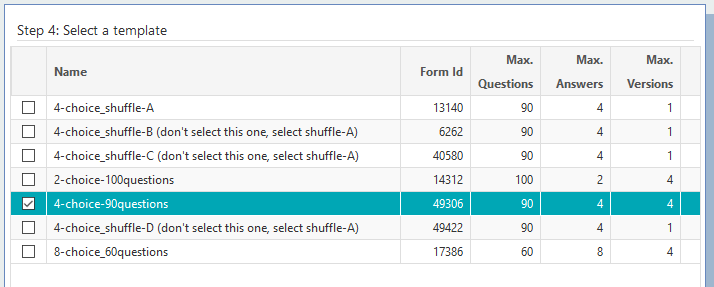 Step 4: Select a template
Name Form Id Max. Questions Max. Answers Max. Versions
4-choice_shuffle-A 13140 90 4 1
4-choice_shuffle-B (don't select this one, select shuffle-A) 6262 90 4 1
4-choice_shuffle-C (don't select this one, select shuffle-A) 40580 90 4 1
2-choice-100questions 14312 100 2 4
4-choice-90questions 49306 90 4 4
4-choice_shuffle-D (don't select this one, select shuffle-A) 49422 90 4 1
8-choice_60questions 17386 60 8 4